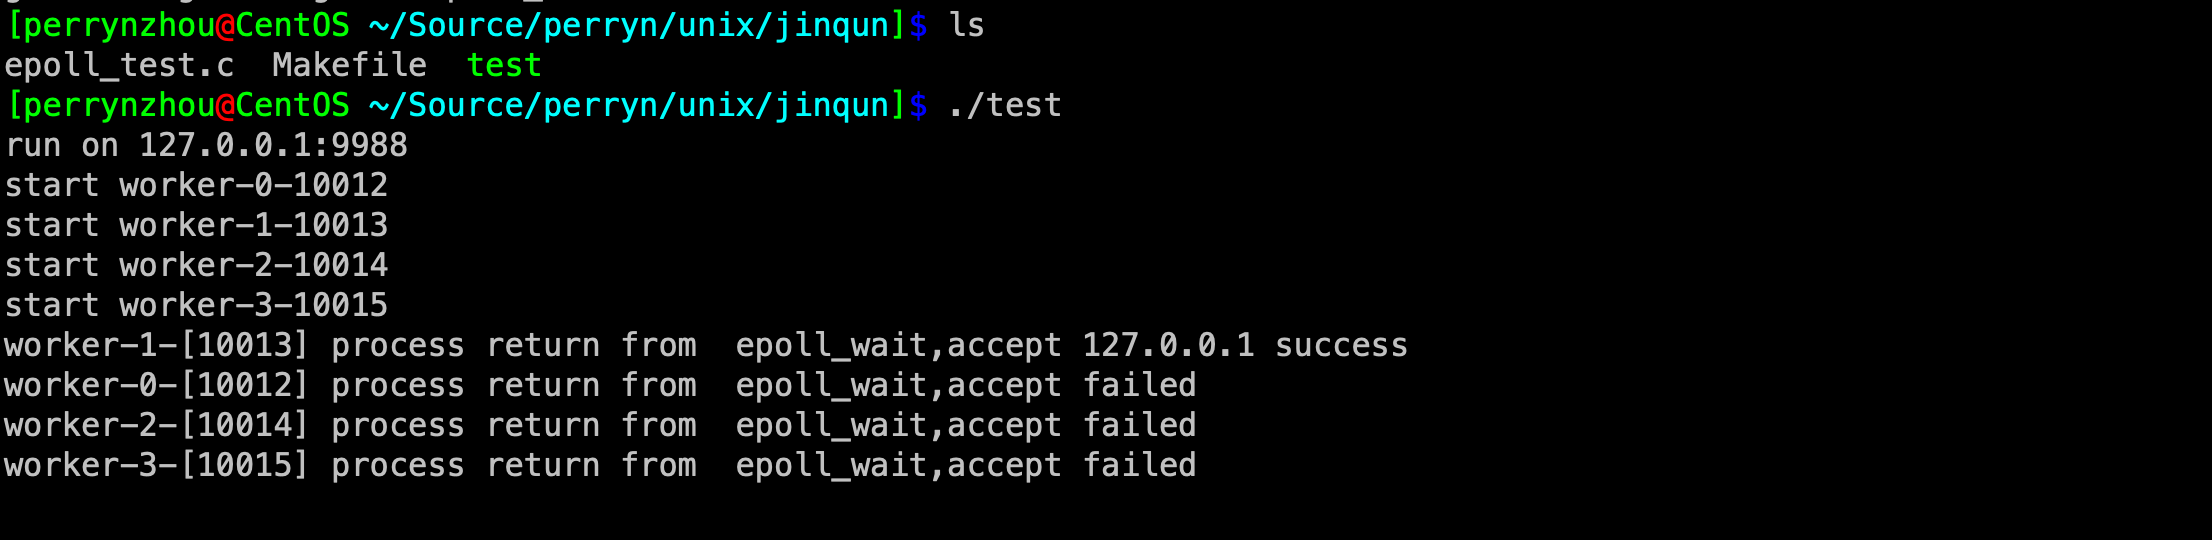 [perrynzhou@CentOS ~/Source/perryn/unix/jinqun]$ ls
epoll_test.c  Makefile  test
[perrynzhou@CentOS ~/Source/perryn/unix/jinqun]$ ./test
run on 127.0.0.1:9988
start worker-0-10012
start worker-1-10013
start worker-2-10014
start worker-3-10015
worker-1-[10013] process return from  epoll_wait,accept 127.0.0.1 success
worker-0-[10012] process return from  epoll_wait,accept failed
worker-2-[10014] process return from  epoll_wait,accept failed
worker-3-[10015] process return from  epoll_wait,accept failed